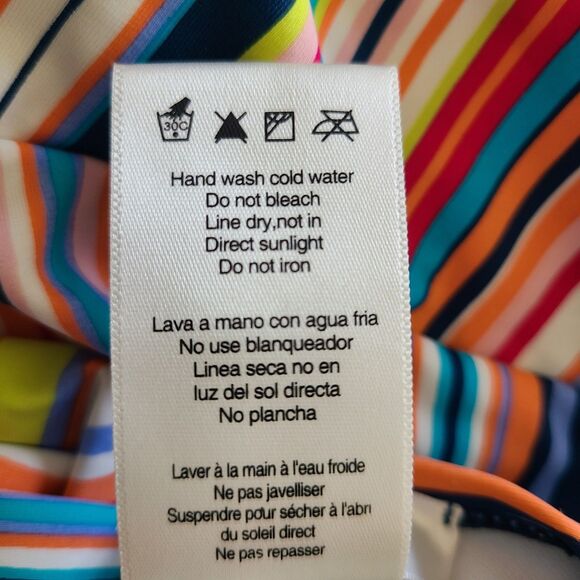 30C
Hand wash cold water
Do not bleach
Line dry,not in
Direct sunlight
Do not iron
Lava a mano con agua fria
No use blanqueador
Linea seca no en
luz del sol directa
No plancha
Laver à la main à l'eau froide
Ne pas javelliser
Suspendre pour sécher à l'abri
du soleil direct
Ne pas repasser